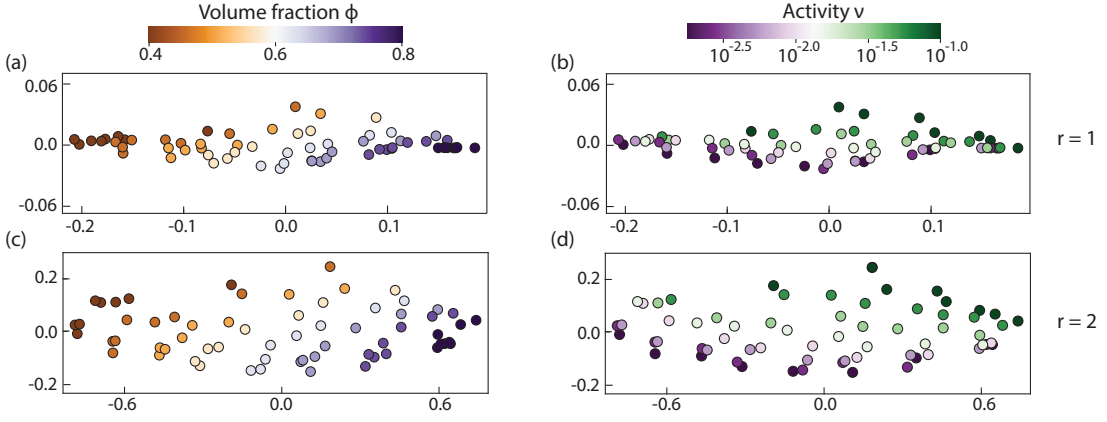 Volume fraction ϕ
Activity ν
0.4 0.6 0.8
10^-2.5 10^-2.0 10^-1.5 10^-1.0
(a)
0.06
0.0
-0.06
-0.2 -0.1 0.0 0.1
(b)
0.06
0.0
-0.06
-0.2 -0.1 0.0 0.1
r = 1
(c)
0.2
0.0
-0.2
-0.6 0.0 0.6
(d)
0.2
0.0
-0.2
-0.6 0.0 0.6
r = 2